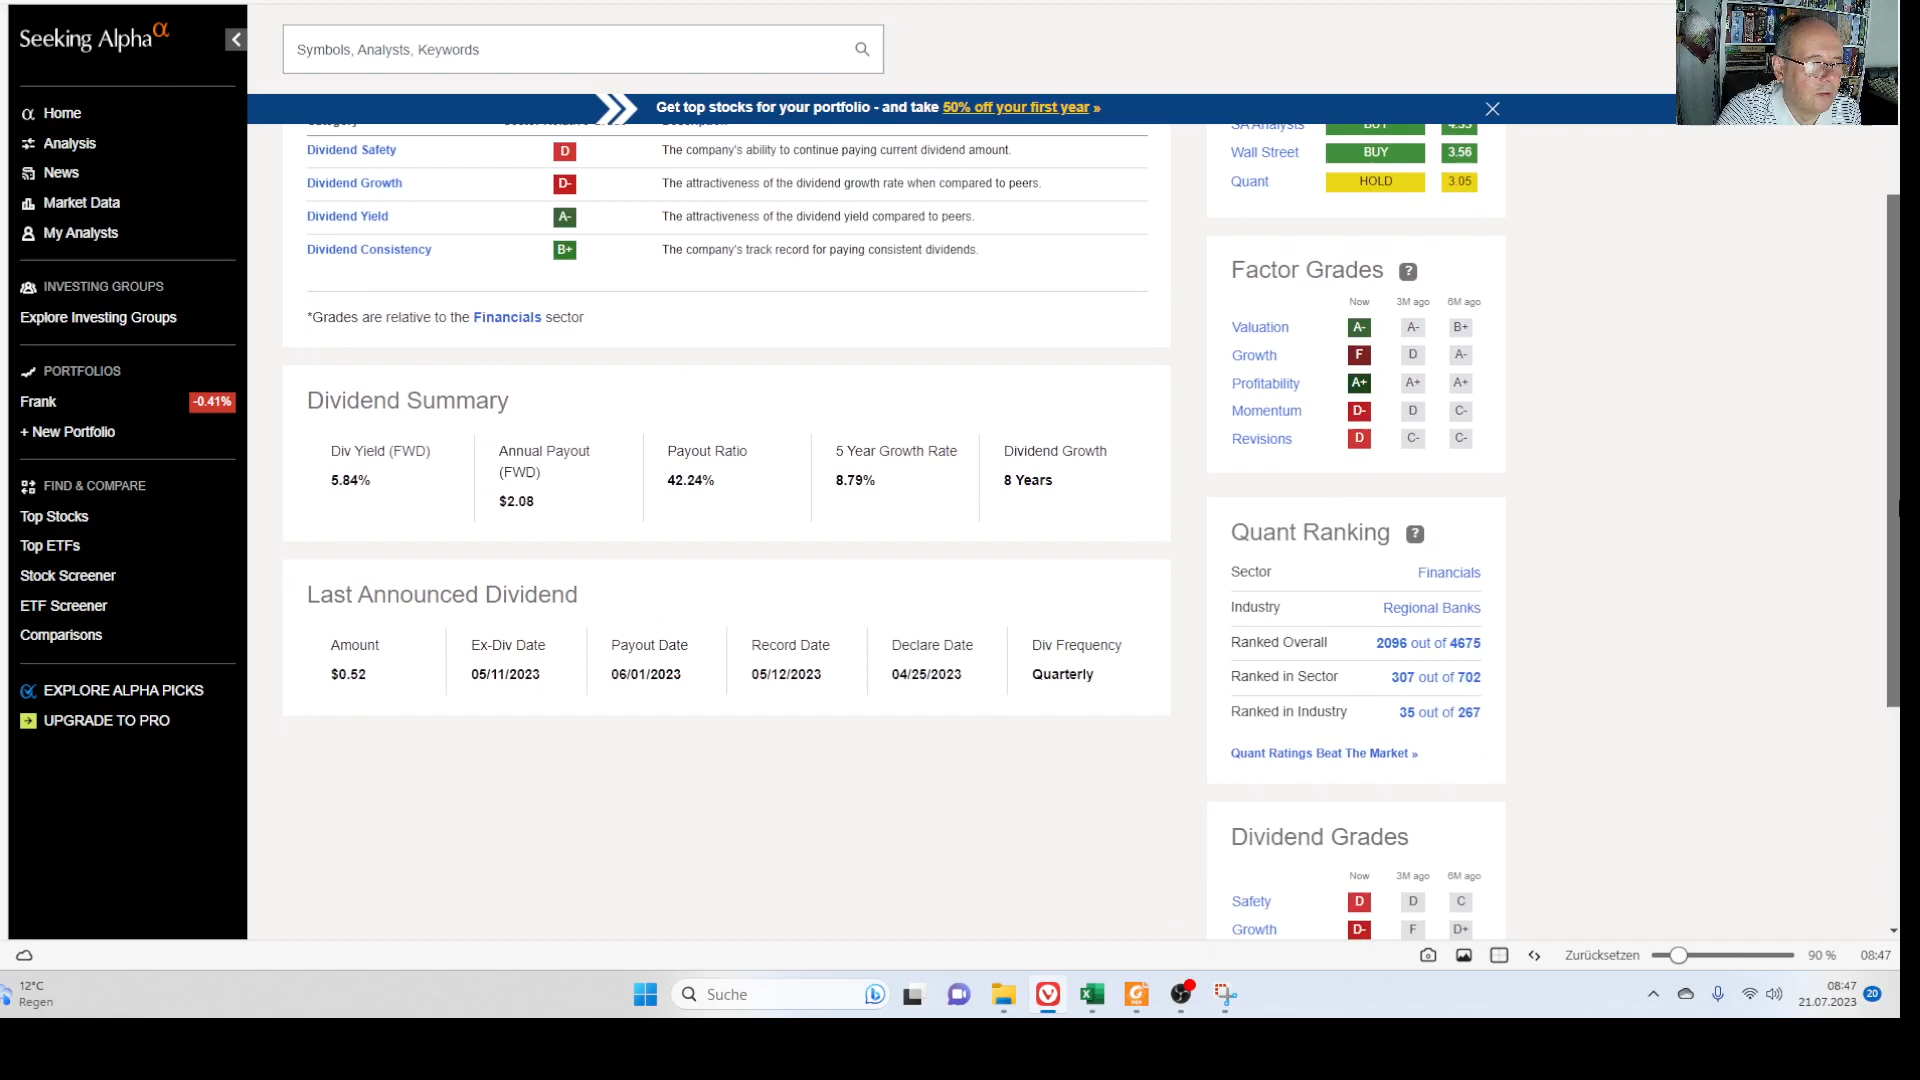 Seeking Alpha α
Symbols, Analysts, Keywords
Get top stocks for your portfolio - and take 50% off your first year »
Home
Analysis
News
Market Data
My Analysts
INVESTING GROUPS
Explore Investing Groups
PORTFOLIOS
Frank -0.41%
+ New Portfolio
FIND & COMPARE
Top Stocks
Top ETFs
Stock Screener
ETF Screener
Comparisons
EXPLORE ALPHA PICKS
UPGRADE TO PRO
Dividend Safety D The company's ability to continue paying current dividend amount.
Dividend Growth D- The attractiveness of the dividend growth rate when compared to peers.
Dividend Yield A- The attractiveness of the dividend yield compared to peers.
Dividend Consistency B+ The company's track record for paying consistent dividends.
*Grades are relative to the Financials sector
Dividend Summary
Div Yield (FWD)
5.84%
Annual Payout
(FWD)
$2.08
Payout Ratio
42.24%
5 Year Growth Rate
8.79%
Dividend Growth
8 Years
Last Announced Dividend
Amount Ex-Div Date Payout Date Record Date Declare Date Div Frequency
$0.52 05/11/2023 06/01/2023 05/12/2023 04/25/2023 Quarterly
SA Analysts BUY
Wall Street BUY 3.56
Quant HOLD 3.05
Factor Grades ?
Now 3M ago 6M ago
Valuation A- A- B+
Growth F D A-
Profitability A+ A+ A+
Momentum D- D C-
Revisions D C- C-
Quant Ranking ?
Sector Financials
Industry Regional Banks
Ranked Overall 2096 out of 4675
Ranked in Sector 307 out of 702
Ranked in Industry 35 out of 267
Quant Ratings Beat The Market »
Dividend Grades
Now 3M ago 6M ago
Safety D D C
Growth D- F D+
Zurücksetzen 90 % 08:47
12°C
Regen
Suche
08:47
21.07.2023 20